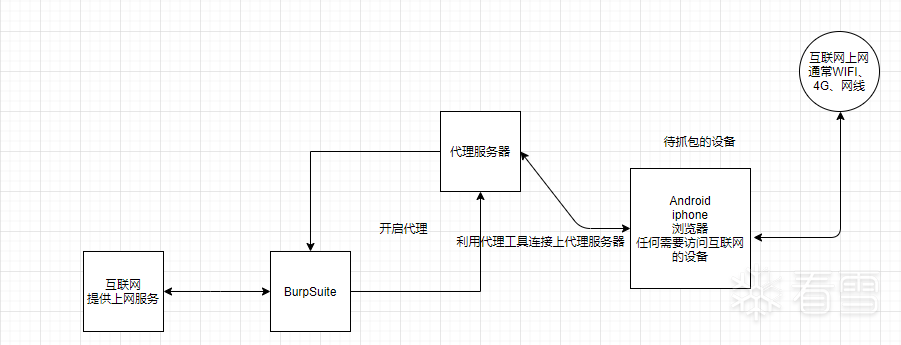 互联网上网
通常WIFI、
4G、网线
待抓包的设备
代理服务器
Android
iphone
浏览器
任何需要访问互联网
的设备
开启代理
利用代理工具连接上代理服务器
互联网
提供上网服务
BurpSuite
看雪